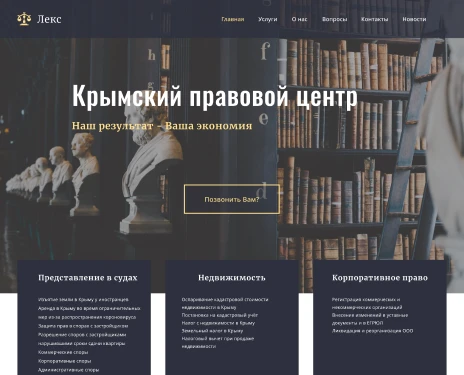 Лекс
Главная Услуги О нас Вопросы Контакты Новости
Крымский правовой центр
Наш результат - Ваша экономия
Позвонить Вам?
Представление в судах
Изъятие земли в Крыму у иностранцев
Аренда в Крыму во время ограничительных
мер из-за распространения коронавируса
Защита прав в спорах с застройщиком
Разрешение споров с застройщиками
нарушившими сроки сдачи квартиры
Коммерческие споры
Корпоративные споры
Административные споры
Недвижимость
Оспаривание кадастровой стоимости
недвижимости в Крыму
Постановка на кадастровый учёт
Налог с недвижимости в Крыму
Земельный налог в Крыму
Налоговый вычет при продаже
недвижимости
Корпоративное право
Регистрация коммерческих и
некоммерческих организаций
Внесение изменений в уставные
документы и в ЕГРЮЛ
Ликвидация и реорганизация ООО